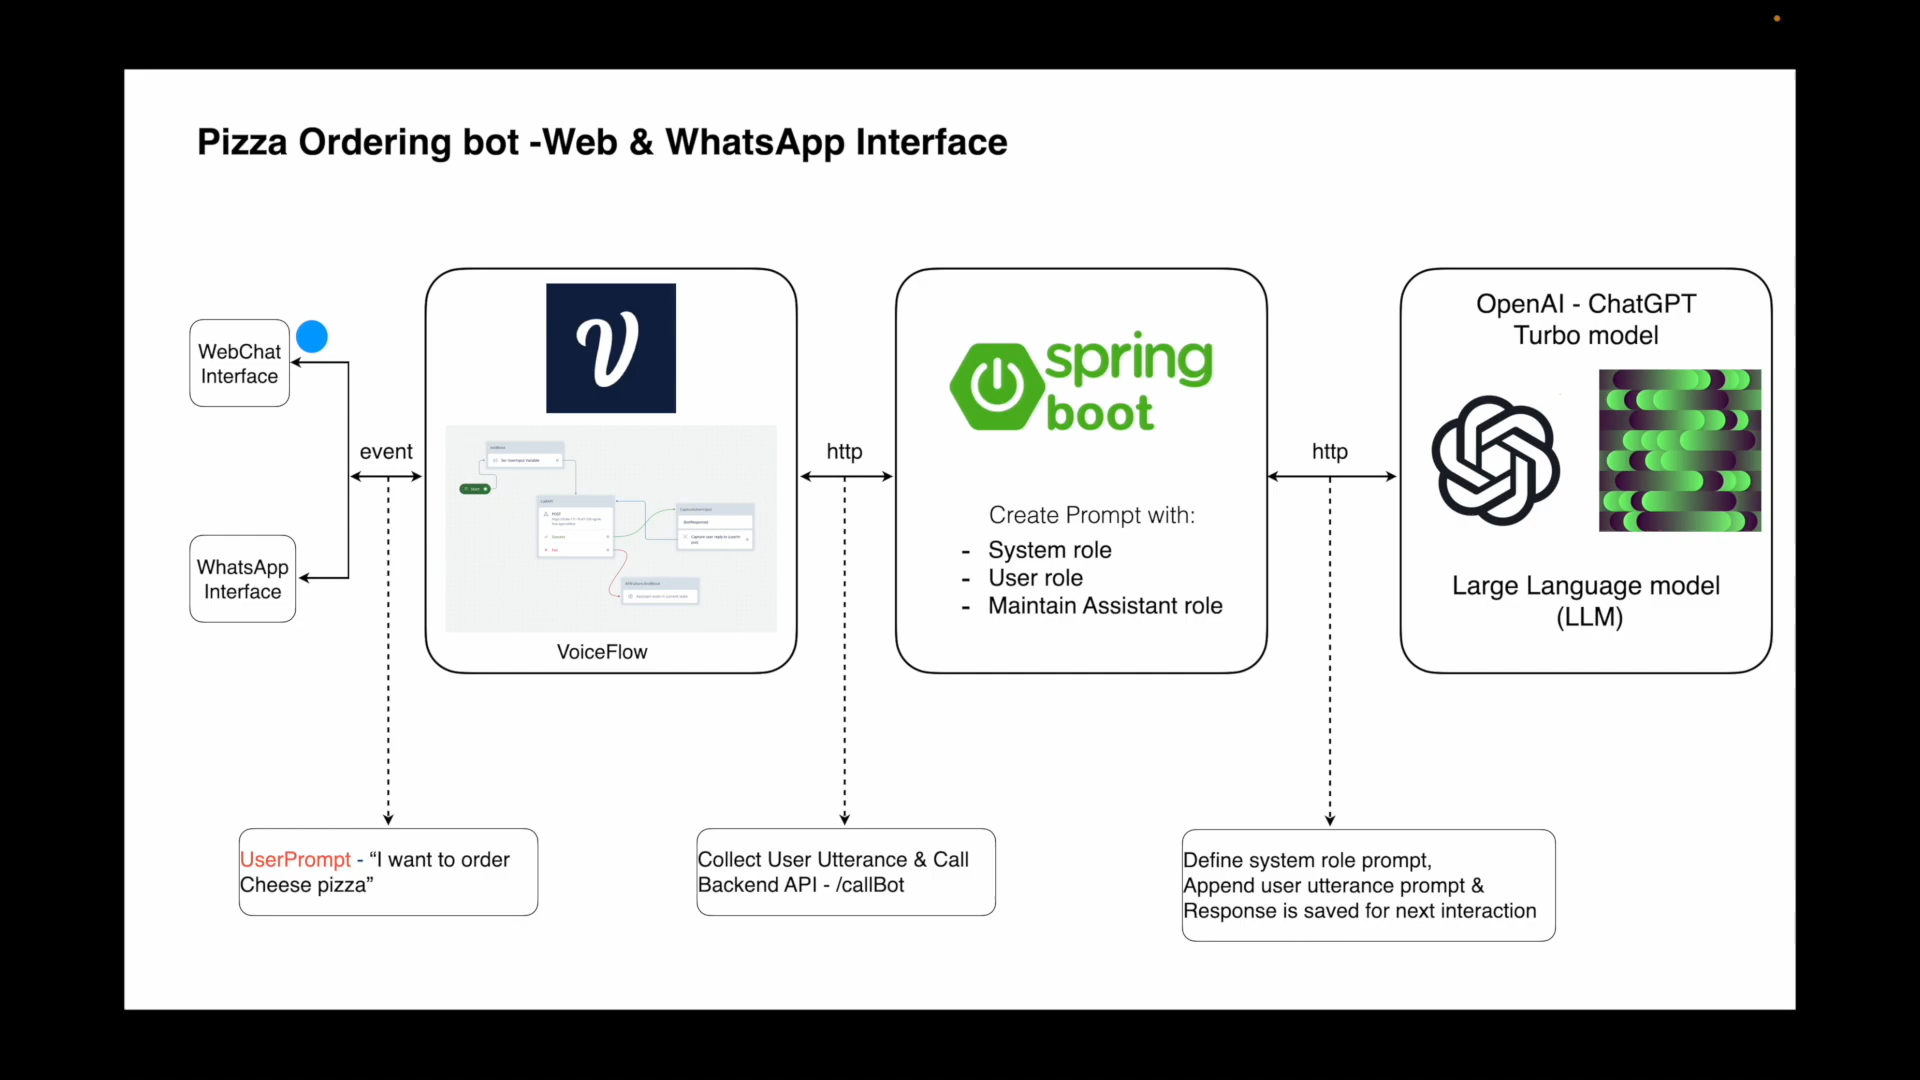 Pizza Ordering bot -Web & WhatsApp Interface
WebChat
Interface
WhatsApp
Interface
event
POST
Success
Fail
VoiceFlow
http
spring
boot
Create Prompt with:
- System role
- User role
- Maintain Assistant role
http
OpenAI - ChatGPT
Turbo model
Large Language model
(LLM)
UserPrompt - “I want to order
Cheese pizza”
Collect User Utterance & Call
Backend API - /callBot
Define system role prompt,
Append user utterance prompt &
Response is saved for next interaction